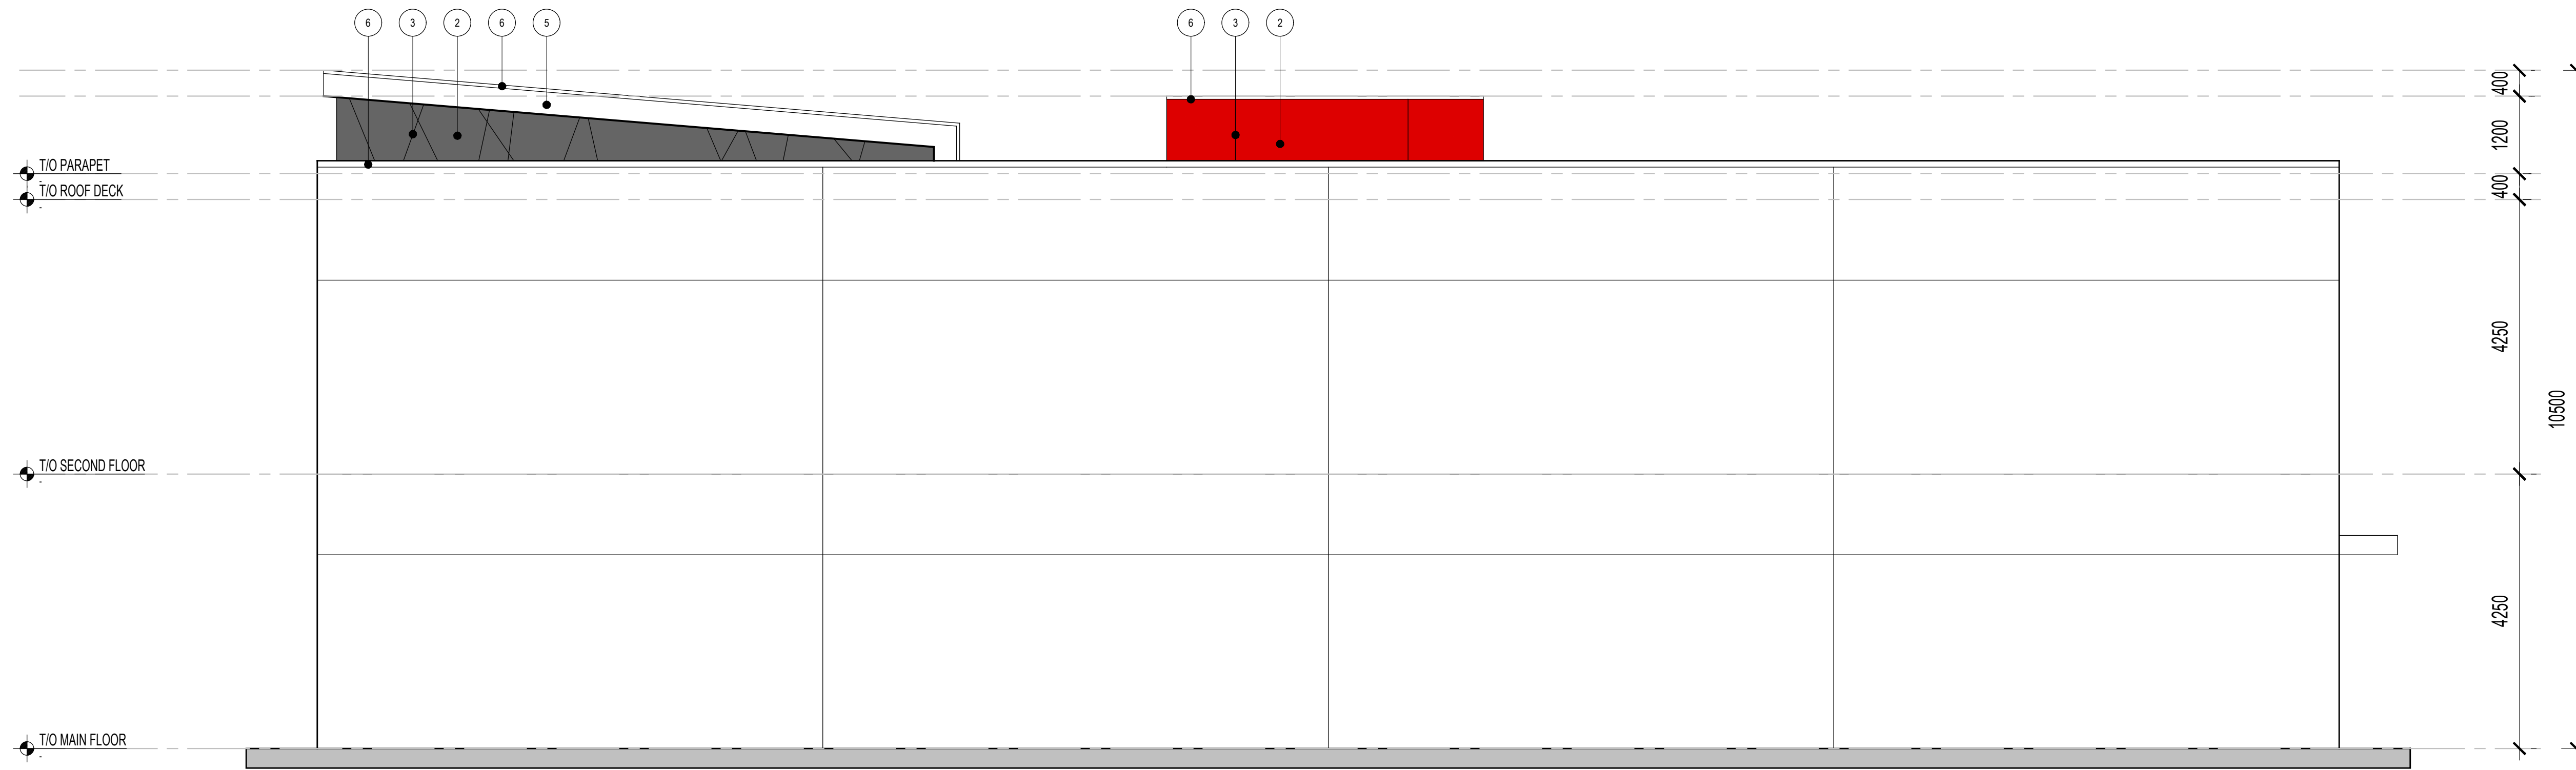 6 3 2 6 5 6 3 2
400
1200
T/O PARAPET
-
400
T/O ROOF DECK
-
4250
10500
T/O SECOND FLOOR
-
4250
T/O MAIN FLOOR
-